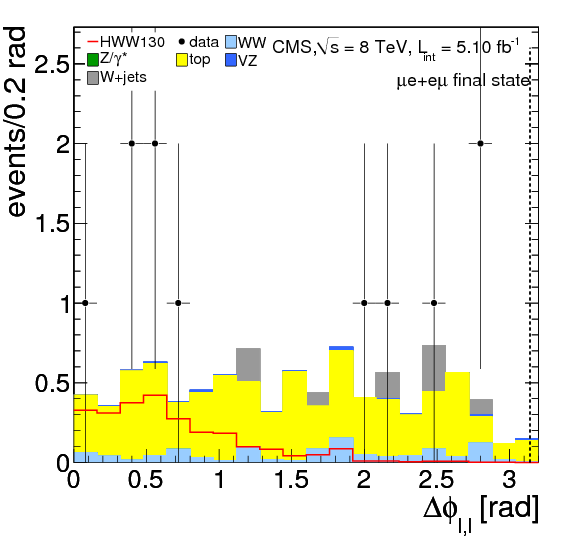 HWW130 data WW CMS,√s = 8 TeV, L_int = 5.10 fb⁻¹
Z/γ* top VZ
W+jets μe+eμ final state
events/0.2 rad
2.5
2
1.5
1
0.5
0
0 0.5 1 1.5 2 2.5 3
Δϕ_l,l [rad]